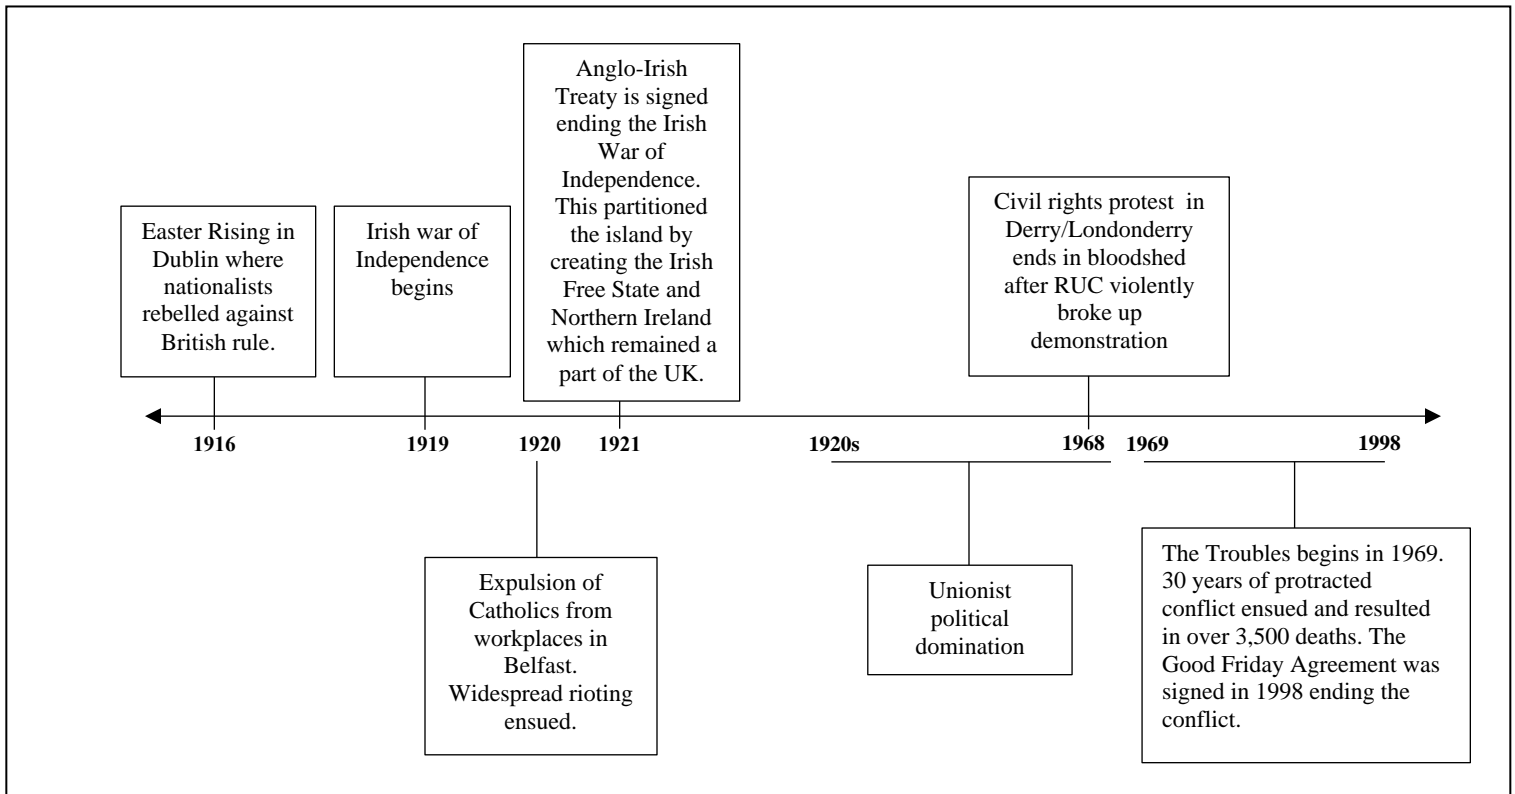 Easter Rising in
Dublin where
nationalists
rebelled against
British rule.
Irish war of
Independence
begins
Anglo-Irish
Treaty is signed
ending the Irish
War of
Independence.
This partitioned
the island by
creating the Irish
Free State and
Northern Ireland
which remained a
part of the UK.
Civil rights protest in
Derry/Londonderry
ends in bloodshed
after RUC violently
broke up
demonstration
1916
1919
1920
1921
1920s
1968
1969
1998
Expulsion of
Catholics from
workplaces in
Belfast.
Widespread rioting
ensued.
Unionist
political
domination
The Troubles begins in 1969.
30 years of protracted
conflict ensued and resulted
in over 3,500 deaths. The
Good Friday Agreement was
signed in 1998 ending the
conflict.